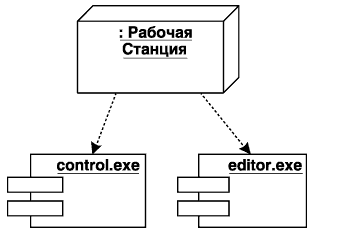 : Рабочая
Станция
control.exe
editor.exe